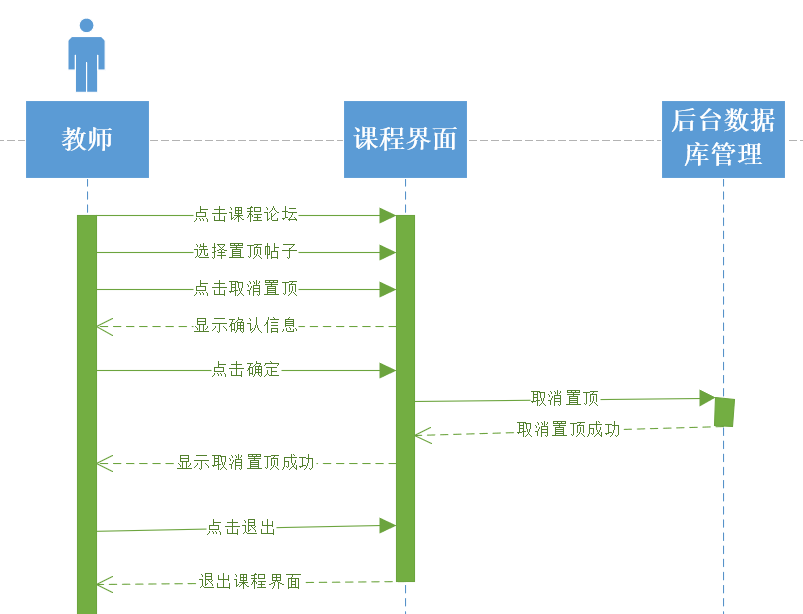 教师
课程界面
后台数据
库管理
点击课程论坛
选择置顶帖子
点击取消置顶
显示确认信息
点击确定
取消置顶
取消置顶成功
显示取消置顶成功
点击退出
退出课程界面